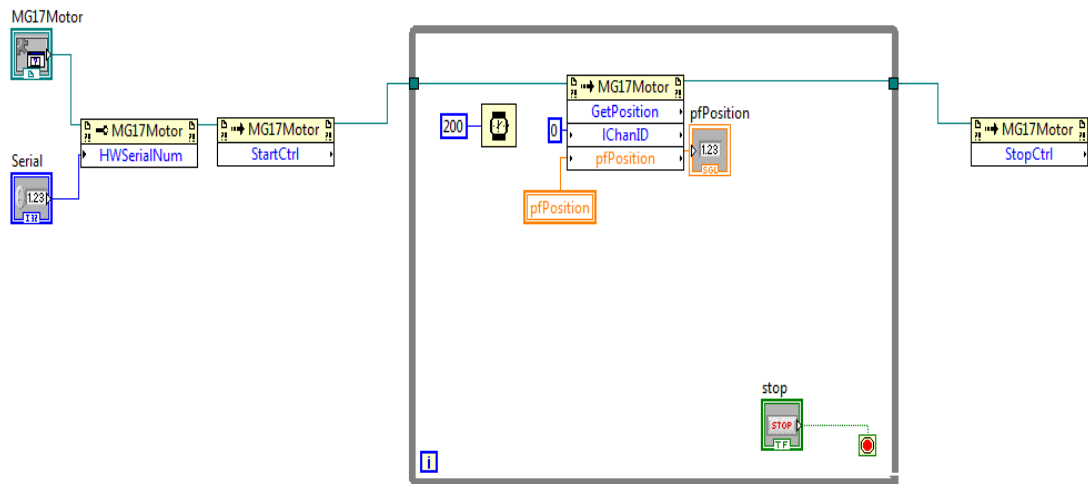 MG17Motor
Serial
1.23
I32
MG17Motor
HWSerialNum
MG17Motor
StartCtrl
200
0
MG17Motor
GetPosition
lChanID
pfPosition
pfPosition
pfPosition
1.23
SGL
stop
STOP
TF
i
MG17Motor
StopCtrl